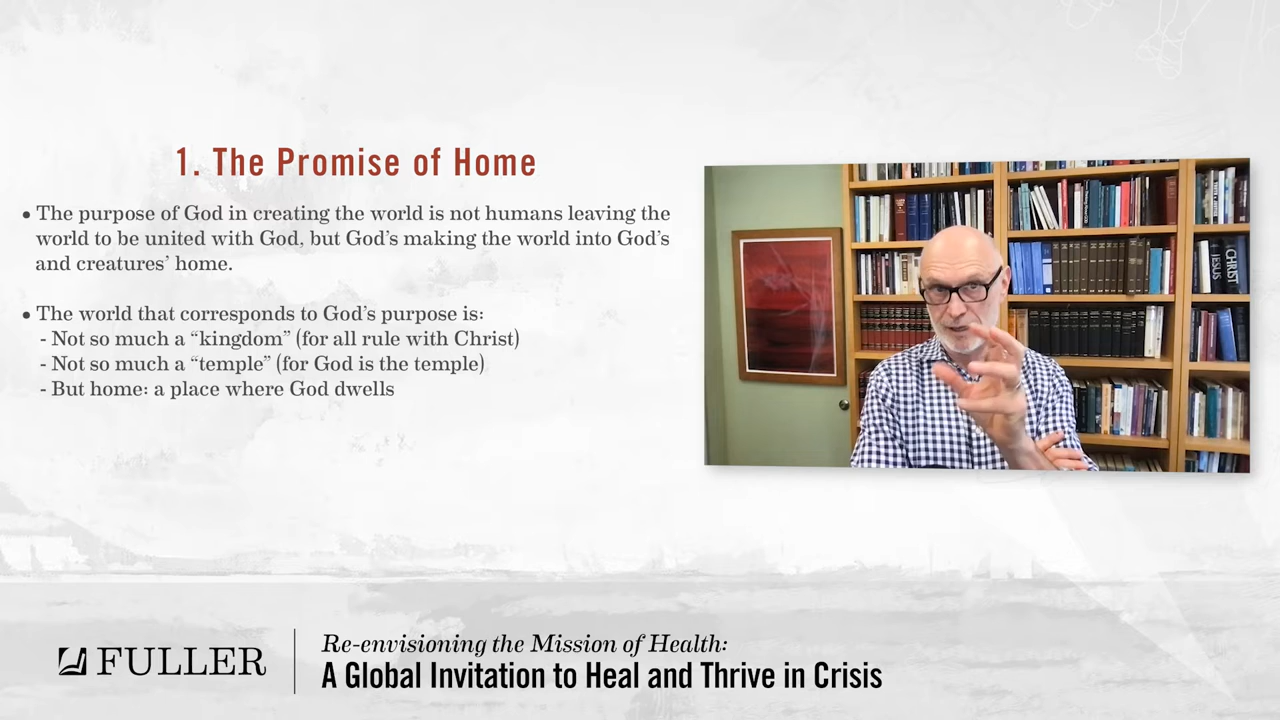 1. The Promise of Home
• The purpose of God in creating the world is not humans leaving the
world to be united with God, but God’s making the world into God’s
and creatures’ home.
• The world that corresponds to God’s purpose is:
- Not so much a “kingdom” (for all rule with Christ)
- Not so much a “temple” (for God is the temple)
- But home: a place where God dwells
CHRIST
JESUS
FULLER
Re-envisioning the Mission of Health:
A Global Invitation to Heal and Thrive in Crisis